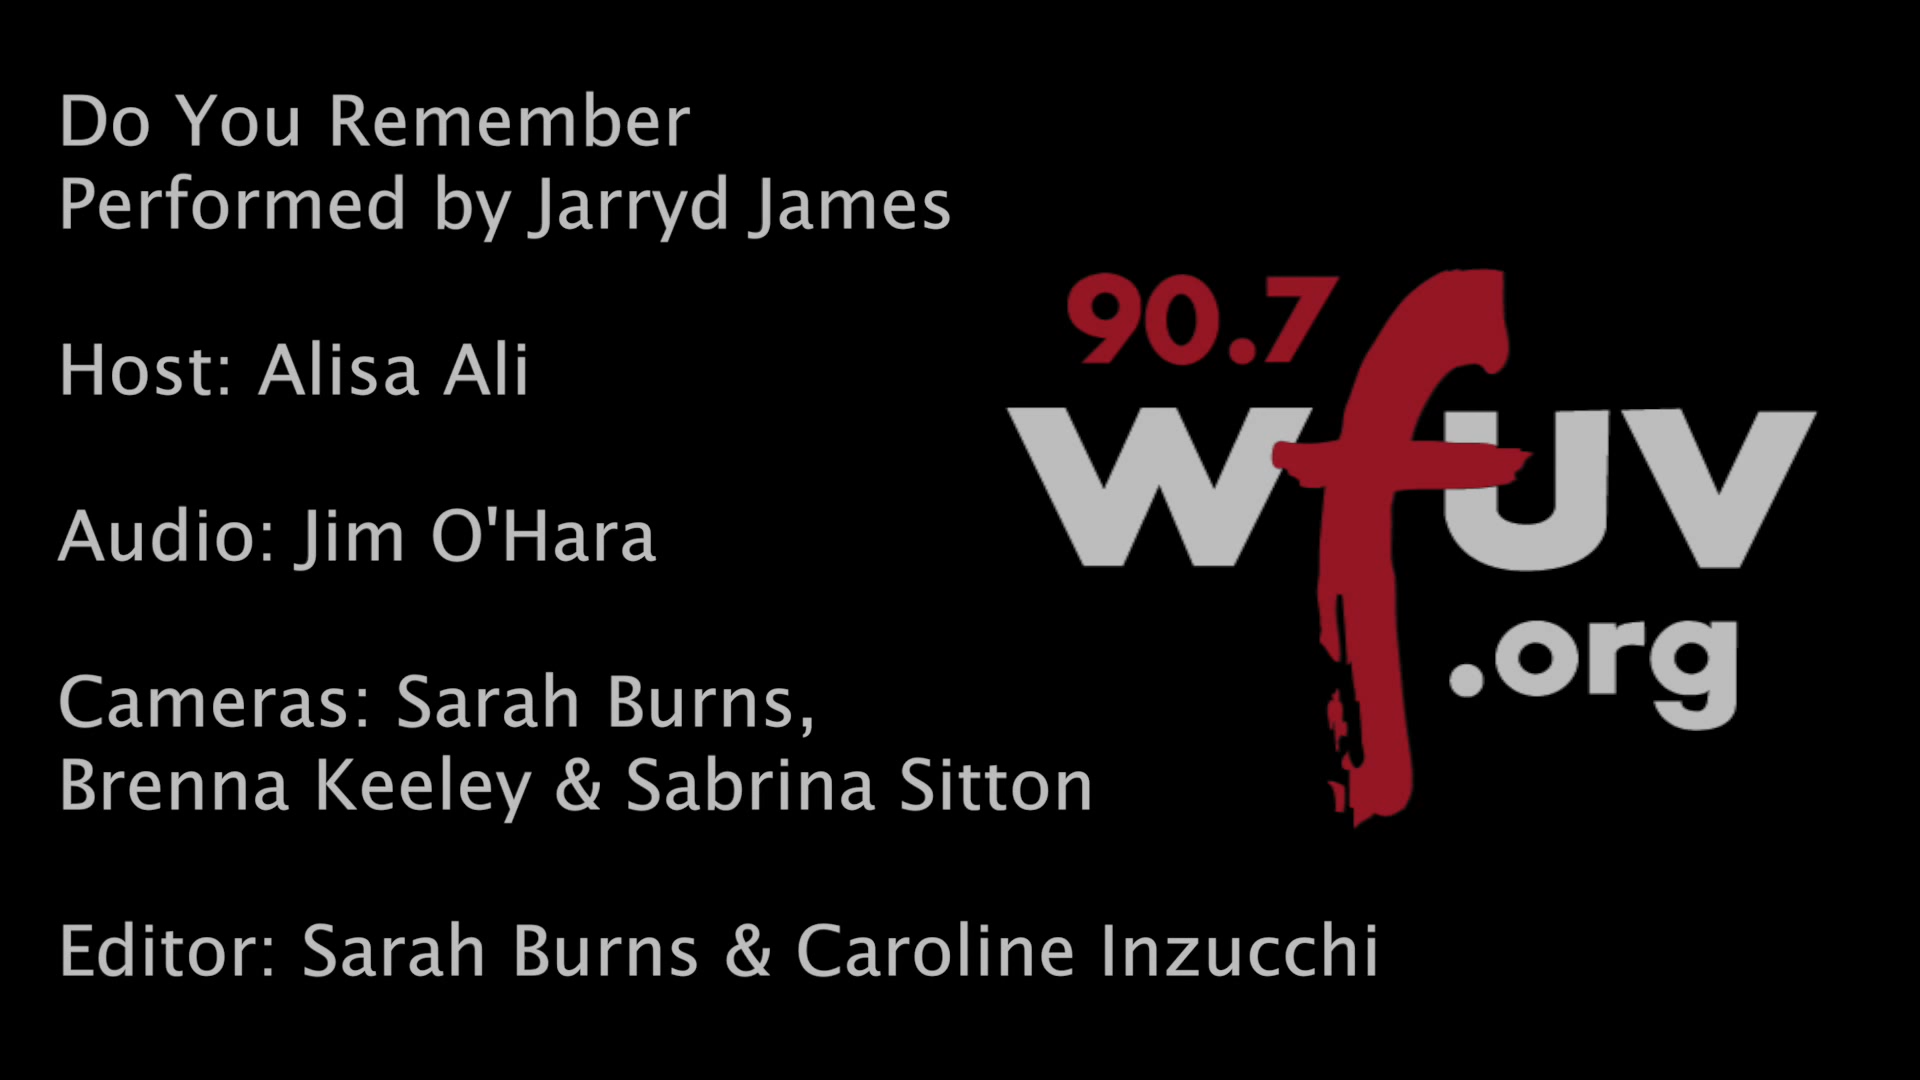 Do You Remember
Performed by Jarryd James
Host: Alisa Ali
Audio: Jim O'Hara
Cameras: Sarah Burns,
Brenna Keeley & Sabrina Sitton
Editor: Sarah Burns & Caroline Inzucchi
90.7
wfuv
.org